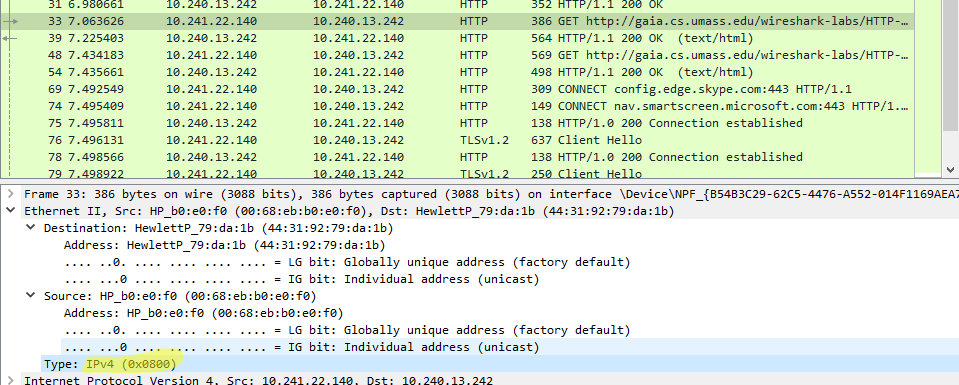 31 6.980661 10.240.13.242 10.241.22.140 HTTP 352 HTTP/1.1 200 OK
33 7.063626 10.241.22.140 10.240.13.242 HTTP 386 GET http://gaia.cs.umass.edu/wireshark-labs/HTTP-…
39 7.225403 10.240.13.242 10.241.22.140 HTTP 564 HTTP/1.1 200 OK (text/html)
48 7.434183 10.241.22.140 10.240.13.242 HTTP 569 GET http://gaia.cs.umass.edu/wireshark-labs/HTTP-…
54 7.435661 10.240.13.242 10.241.22.140 HTTP 498 HTTP/1.1 200 OK (text/html)
69 7.492549 10.241.22.140 10.240.13.242 HTTP 309 CONNECT config.edge.skype.com:443 HTTP/1.1
74 7.495409 10.241.22.140 10.240.13.242 HTTP 149 CONNECT nav.smartscreen.microsoft.com:443 HTTP/1.…
75 7.495811 10.240.13.242 10.241.22.140 HTTP 138 HTTP/1.0 200 Connection established
76 7.496131 10.241.22.140 10.240.13.242 TLSv1.2 637 Client Hello
78 7.498566 10.240.13.242 10.241.22.140 HTTP 138 HTTP/1.0 200 Connection established
79 7.498922 10.241.22.140 10.240.13.242 TLSv1.2 250 Client Hello
Frame 33: 386 bytes on wire (3088 bits), 386 bytes captured (3088 bits) on interface \Device\NPF_{B54B3C29-62C5-4476-A552-014F1169AEA7
Ethernet II, Src: HP_b0:e0:f0 (00:68:eb:b0:e0:f0), Dst: HewlettP_79:da:1b (44:31:92:79:da:1b)
Destination: HewlettP_79:da:1b (44:31:92:79:da:1b)
Address: HewlettP_79:da:1b (44:31:92:79:da:1b)
.... ..0. .... .... .... .... = LG bit: Globally unique address (factory default)
.... ...0 .... .... .... .... = IG bit: Individual address (unicast)
Source: HP_b0:e0:f0 (00:68:eb:b0:e0:f0)
Address: HP_b0:e0:f0 (00:68:eb:b0:e0:f0)
.... ..0. .... .... .... .... = LG bit: Globally unique address (factory default)
.... ...0 .... .... .... .... = IG bit: Individual address (unicast)
Type: IPv4 (0x0800)
Internet Protocol Version 4, Src: 10.241.22.140, Dst: 10.240.13.242